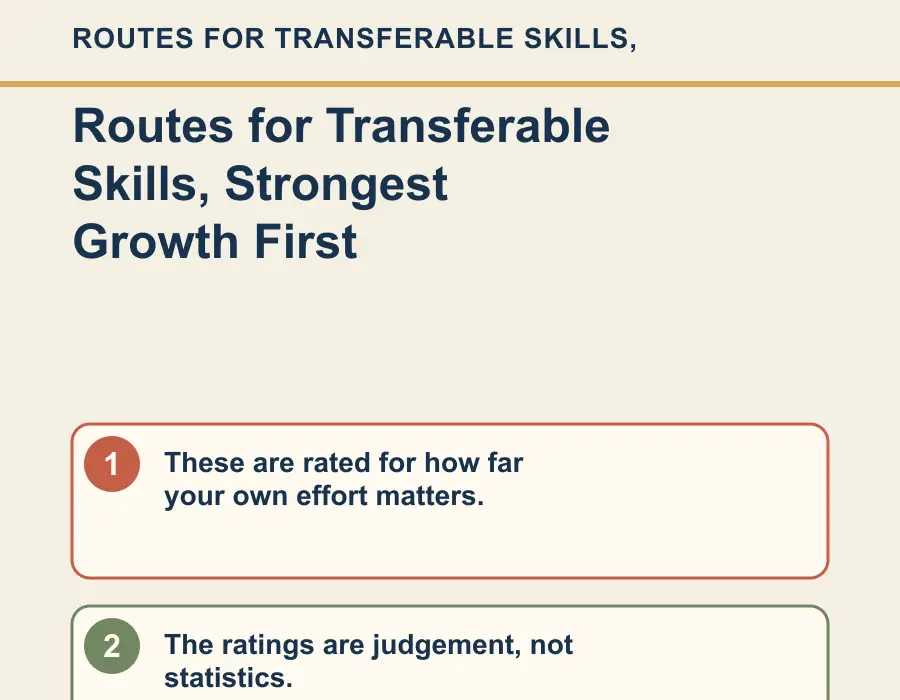 ROUTES FOR TRANSFERABLE SKILLS,
Routes for Transferable
Skills, Strongest
Growth First
1
These are rated for how far
your own effort matters.
2
The ratings are judgement, not
statistics.